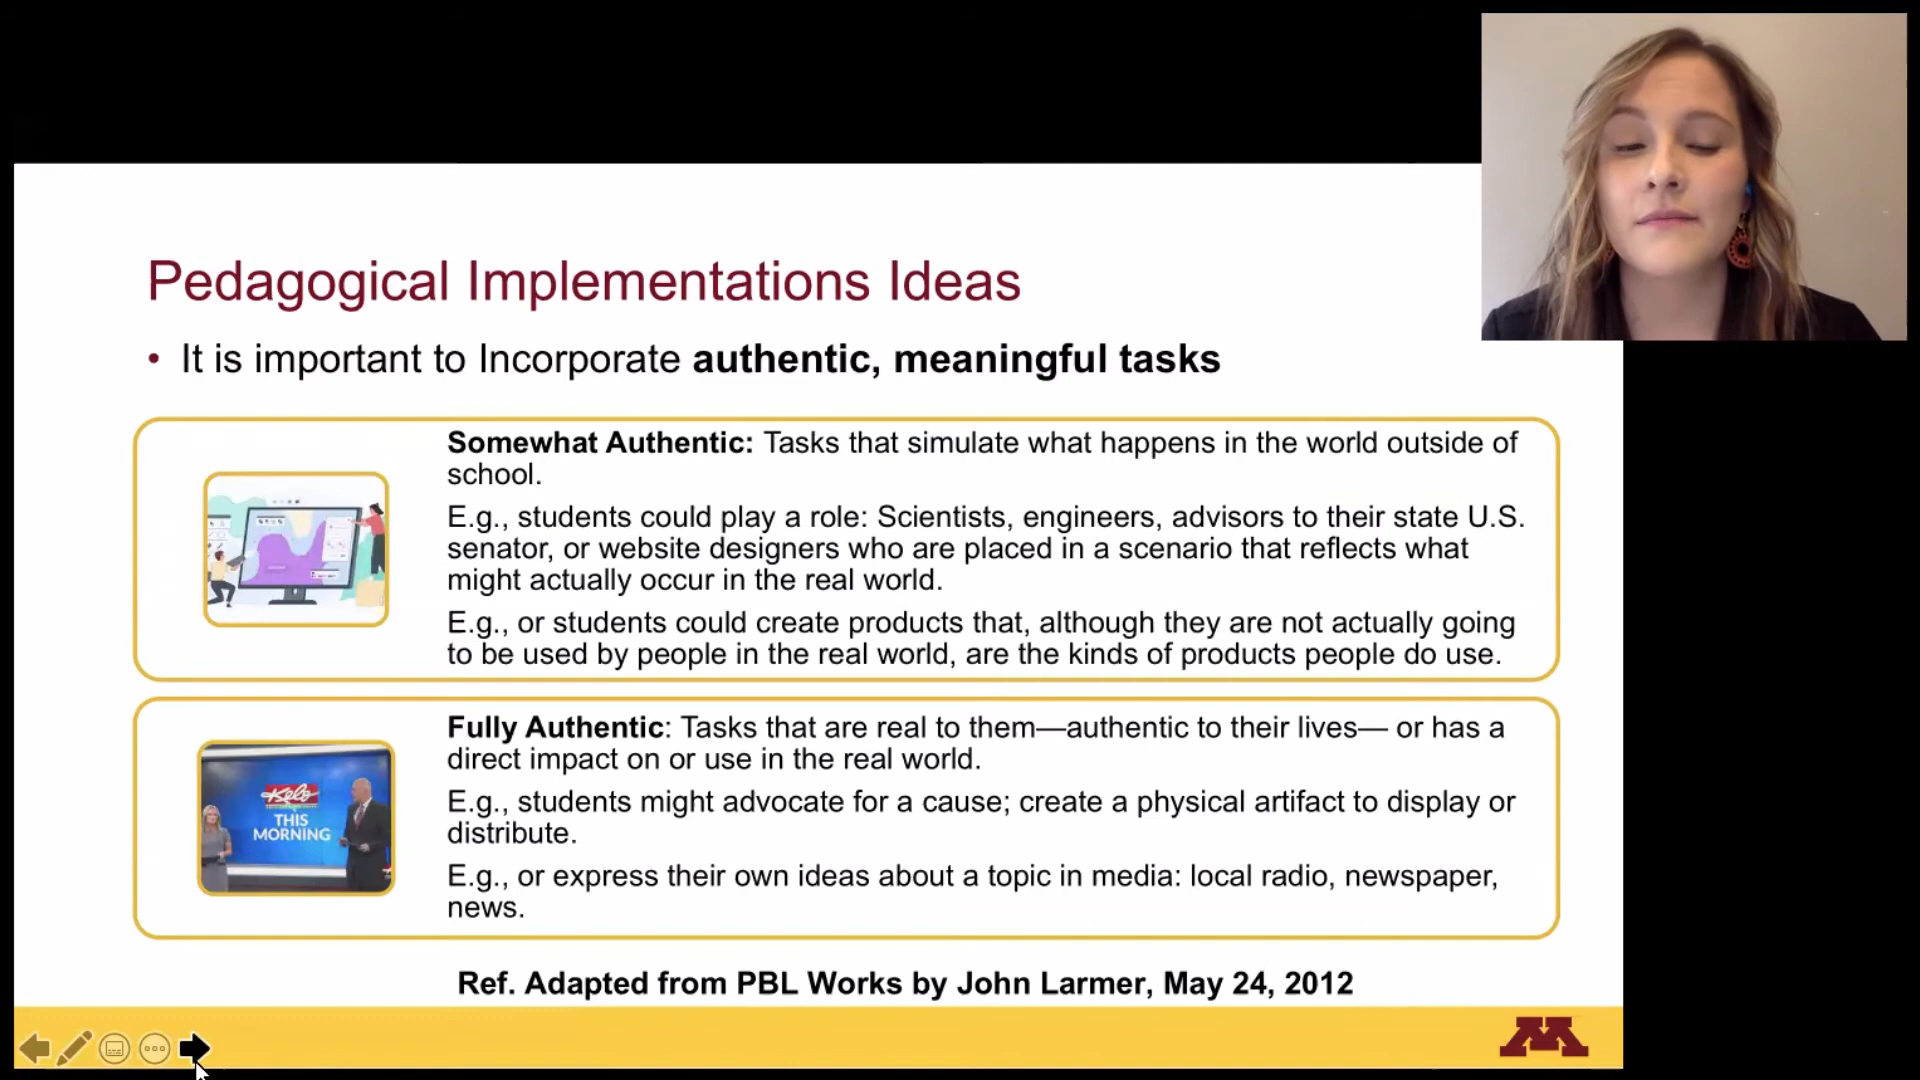 Pedagogical Implementations Ideas
• It is important to Incorporate authentic, meaningful tasks
Somewhat Authentic: Tasks that simulate what happens in the world outside of
school.
E.g., students could play a role: Scientists, engineers, advisors to their state U.S.
senator, or website designers who are placed in a scenario that reflects what
might actually occur in the real world.
E.g., or students could create products that, although they are not actually going
to be used by people in the real world, are the kinds of products people do use.
Fully Authentic: Tasks that are real to them—authentic to their lives— or has a
direct impact on or use in the real world.
E.g., students might advocate for a cause; create a physical artifact to display or
distribute.
E.g., or express their own ideas about a topic in media: local radio, newspaper,
news.
Kelo
THIS
MORNING
Ref. Adapted from PBL Works by John Larmer, May 24, 2012
M